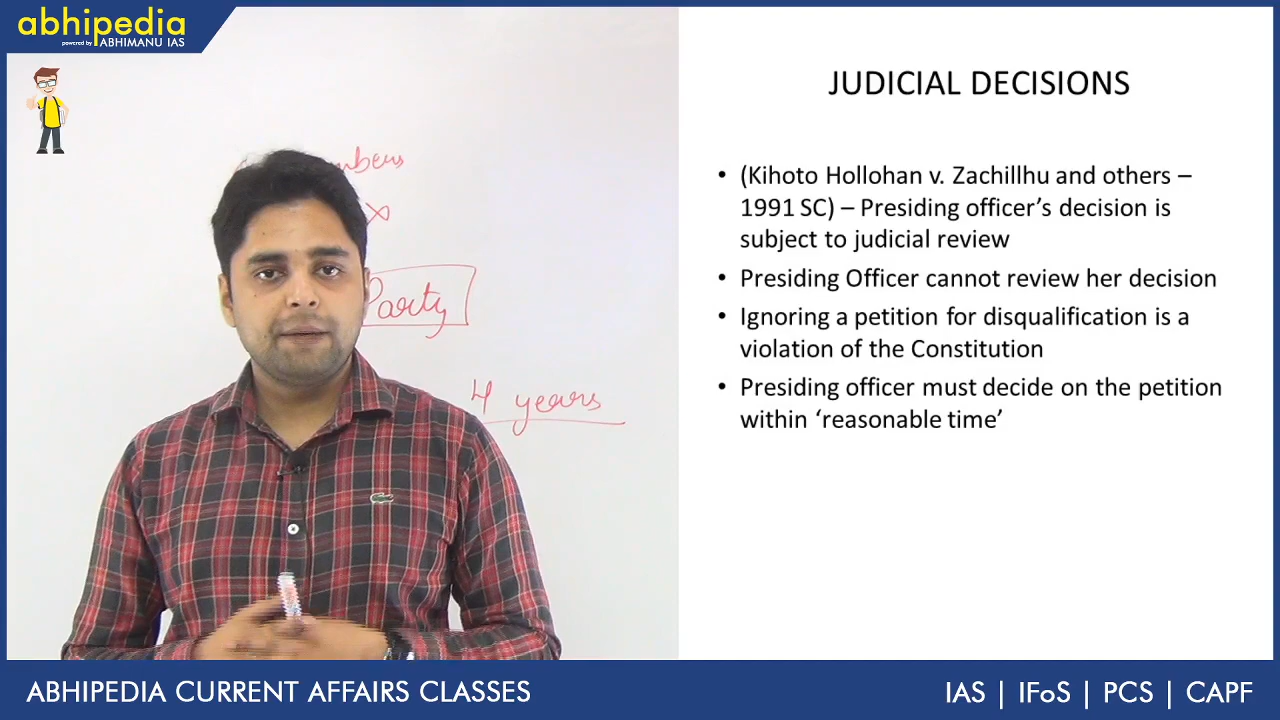 abhipedia
powered by ABHIMANU IAS
JUDICIAL DECISIONS
• (Kihoto Hollohan v. Zachillhu and others –
1991 SC) – Presiding officer’s decision is
subject to judicial review
• Presiding Officer cannot review her decision
• Ignoring a petition for disqualification is a
violation of the Constitution
• Presiding officer must decide on the petition
within ‘reasonable time’
Party
4 years
ABHIPEDIA CURRENT AFFAIRS CLASSES
IAS | IFoS | PCS | CAPF